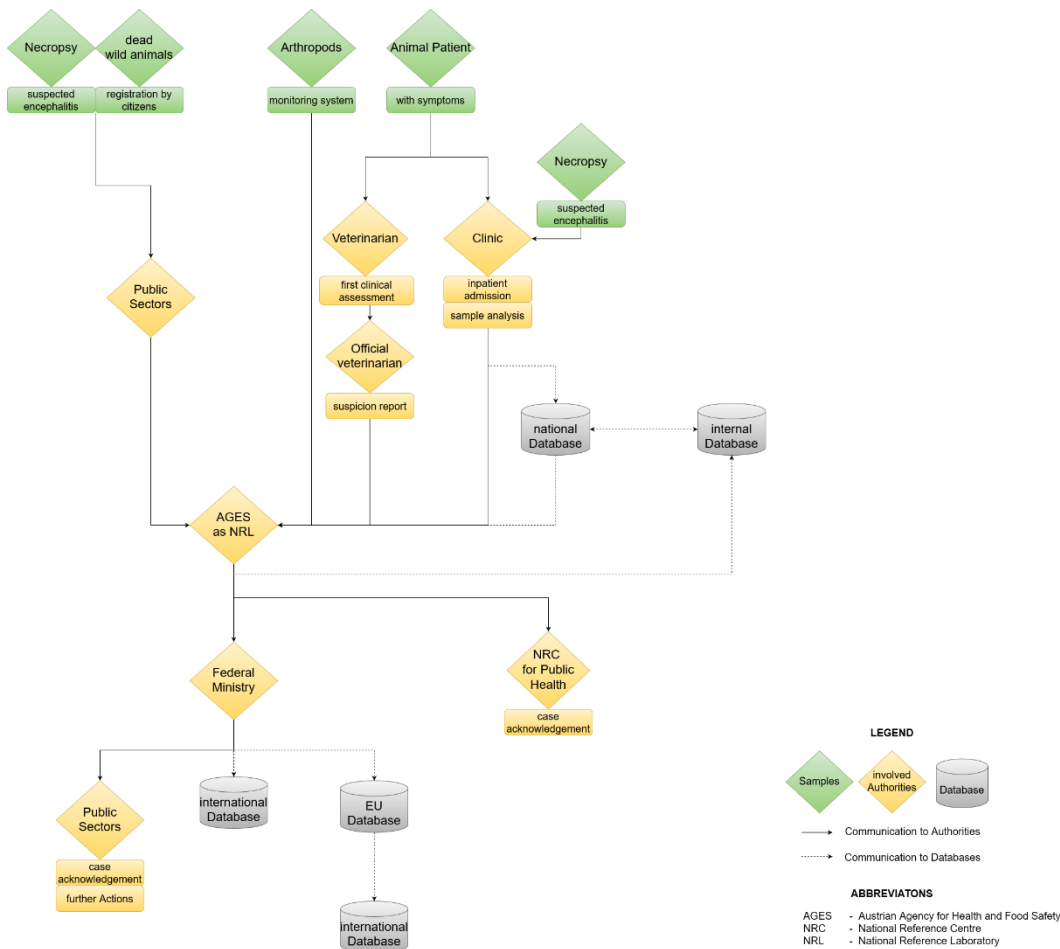 Necropsy
dead
wild animals
Arthropods
Animal Patient
suspected
encephalitis
registration by
citizens
monitoring system
with symptoms
Necropsy
suspected
encephalitis
Veterinarian
Clinic
first clinical
assessment
inpatient
admission
sample analysis
Public
Sectors
Official
veterinarian
suspicion report
national
Database
internal
Database
AGES
as NRL
Federal
Ministry
NRC
for Public
Health
case
acknowledgement
Public
Sectors
case
acknowledgement
further Actions
international
Database
EU
Database
international
Database
LEGEND
Samples
involved
Authorities
Database
Communication to Authorities
Communication to Databases
ABBREVIATONS
AGES - Austrian Agency for Health and Food Safety
NRC - National Reference Centre
NRL - National Reference Laboratory